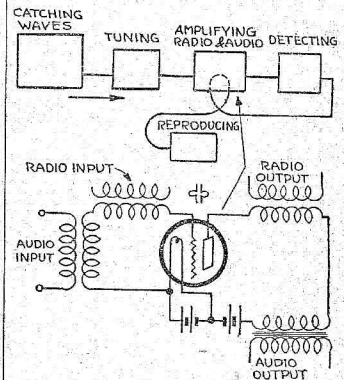 CATCHING
WAVES
TUNING
AMPLIFYING
RADIO & AUDIO
DETECTING
REPRODUCING
RADIO INPUT
RADIO
OUTPUT
AUDIO
INPUT
AUDIO
OUTPUT